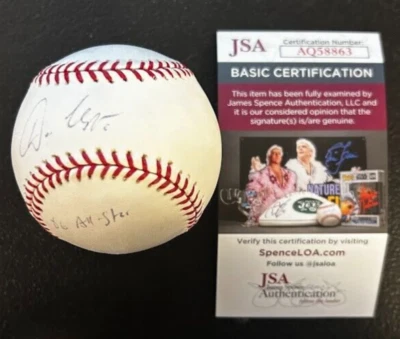 All-Star
JSA
Certification Number
AQ58863
BASIC CERTIFICATION
This item has been fully examined by
James Spence Authentication, LLC and
it is our considered opinion that the
signature(s) is/are genuine.
NATURE
Verify this certification by visiting
SpenceLOA.com
Follow us @jsaloa
JSA
Authentication